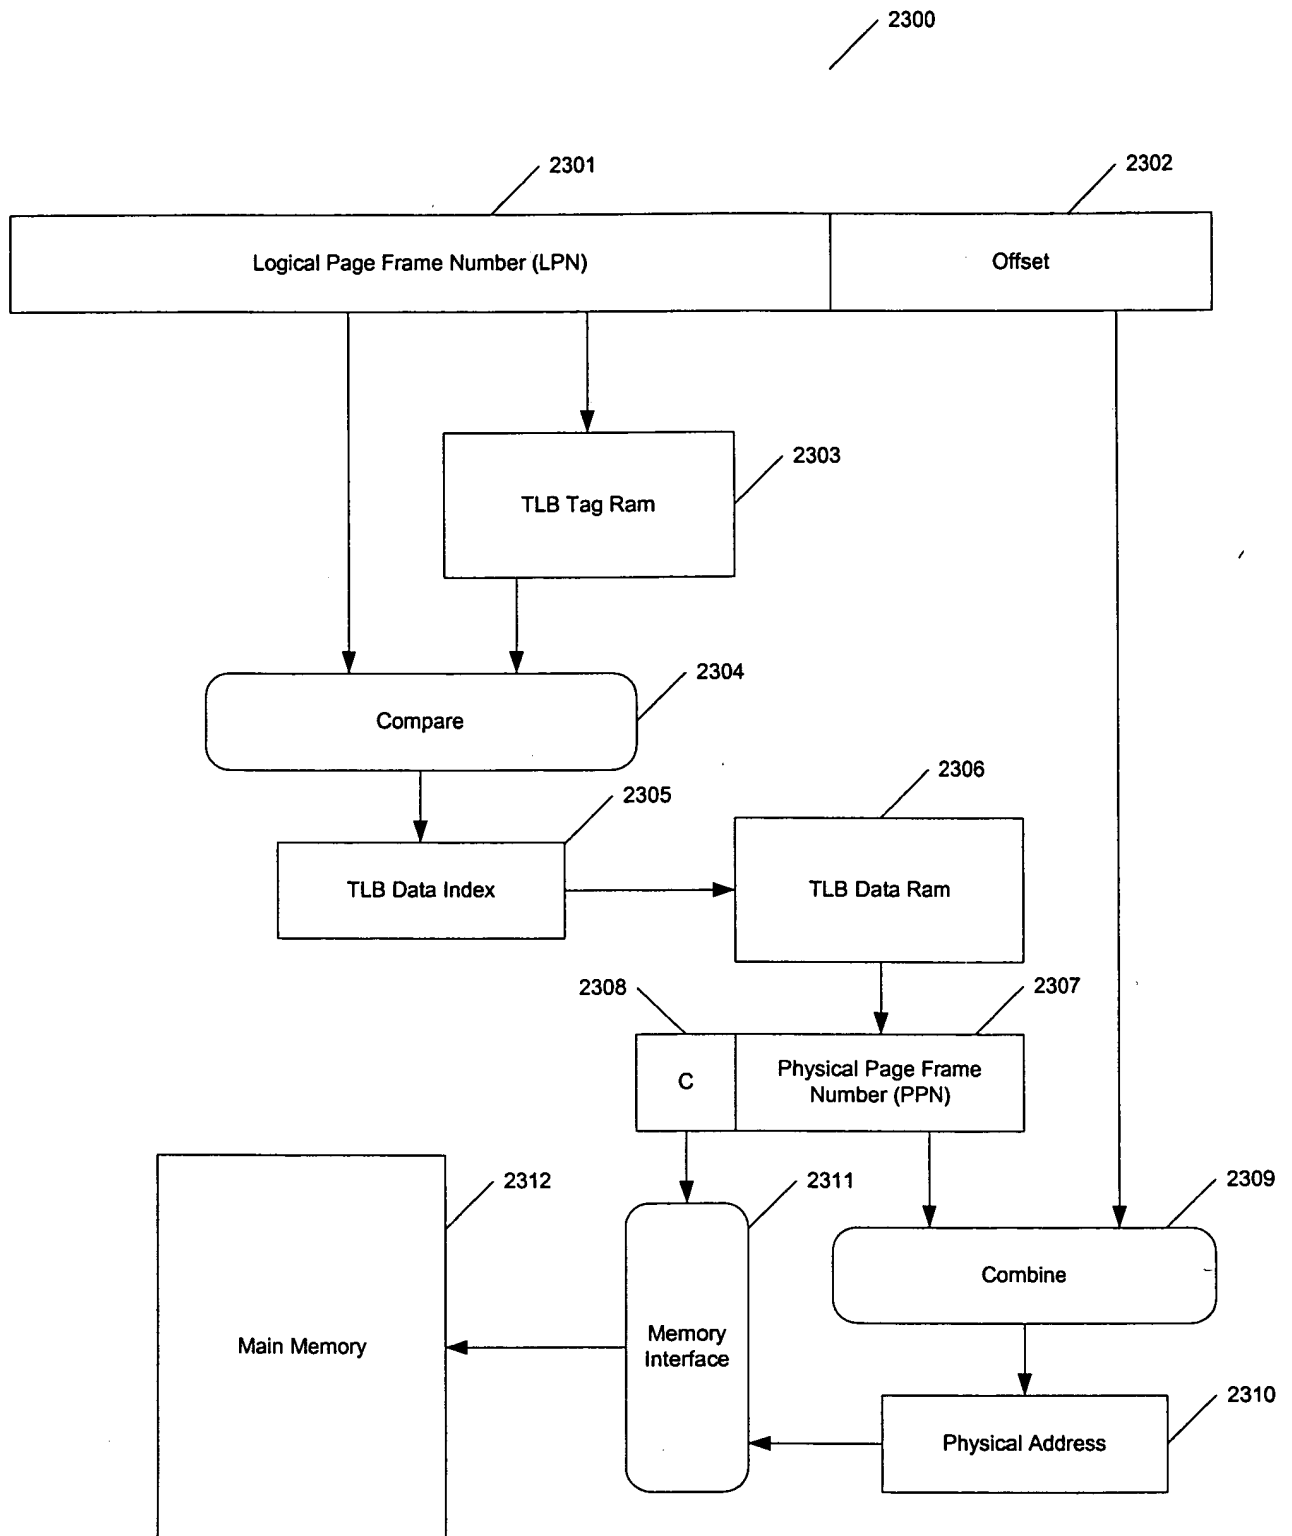 2300
2301
2302
Logical Page Frame Number (LPN)
Offset
2303
TLB Tag Ram
2304
Compare
2305
2306
TLB Data Index
TLB Data Ram
2308
2307
C
Physical Page Frame
Number (PPN)
2312
2311
2309
Combine
Main Memory
Memory
Interface
2310
Physical Address